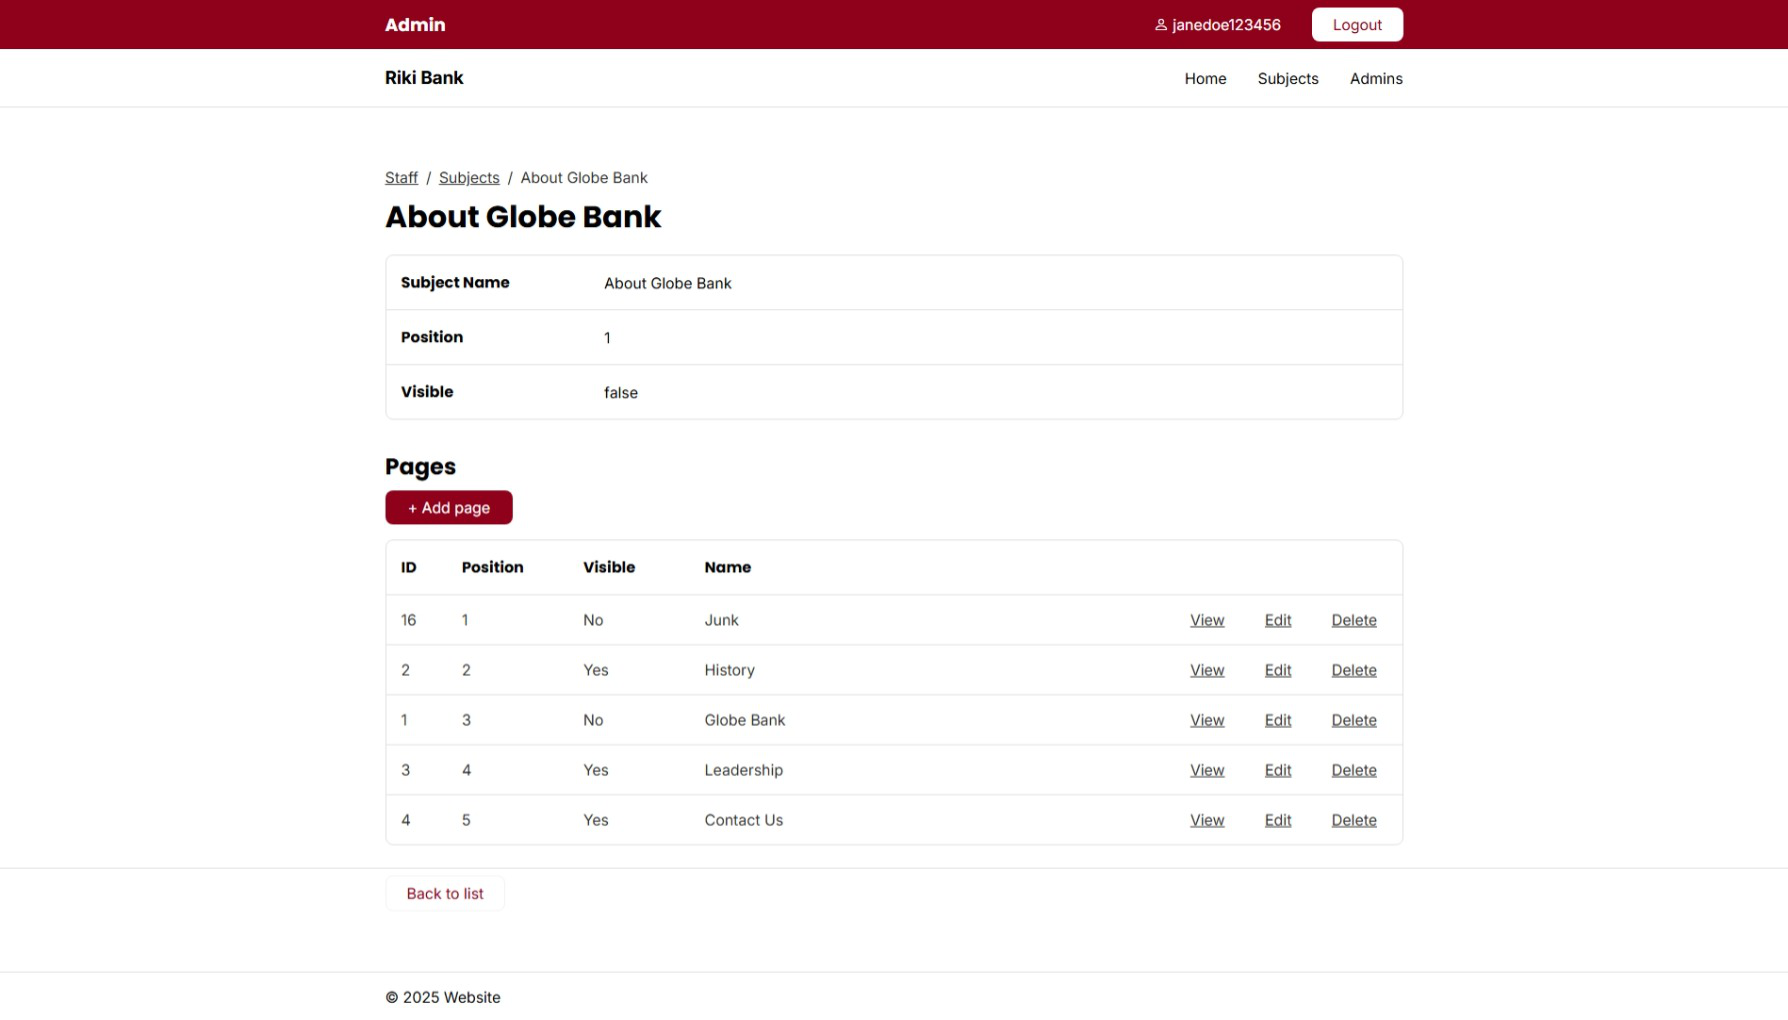 Admin janedoe123456 Logout
Riki Bank Home Subjects Admins
Staff / Subjects / About Globe Bank
About Globe Bank
Subject Name About Globe Bank
Position 1
Visible false
Pages
+ Add page
ID Position Visible Name
16 1 No Junk View Edit Delete
2 2 Yes History View Edit Delete
1 3 No Globe Bank View Edit Delete
3 4 Yes Leadership View Edit Delete
4 5 Yes Contact Us View Edit Delete
Back to list
© 2025 Website